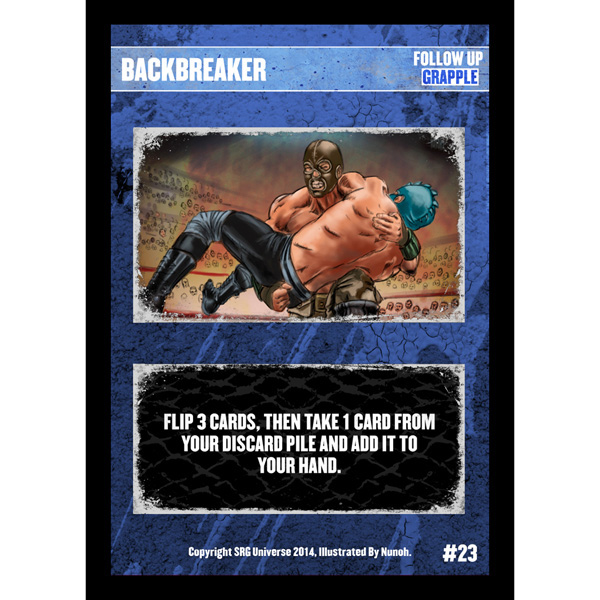 BACKBREAKER
FOLLOW UP
GRAPPLE
FLIP 3 CARDS, THEN TAKE 1 CARD FROM
YOUR DISCARD PILE AND ADD IT TO
YOUR HAND.
Copyright SRG Universe 2014, Illustrated By Nunoh.
#23